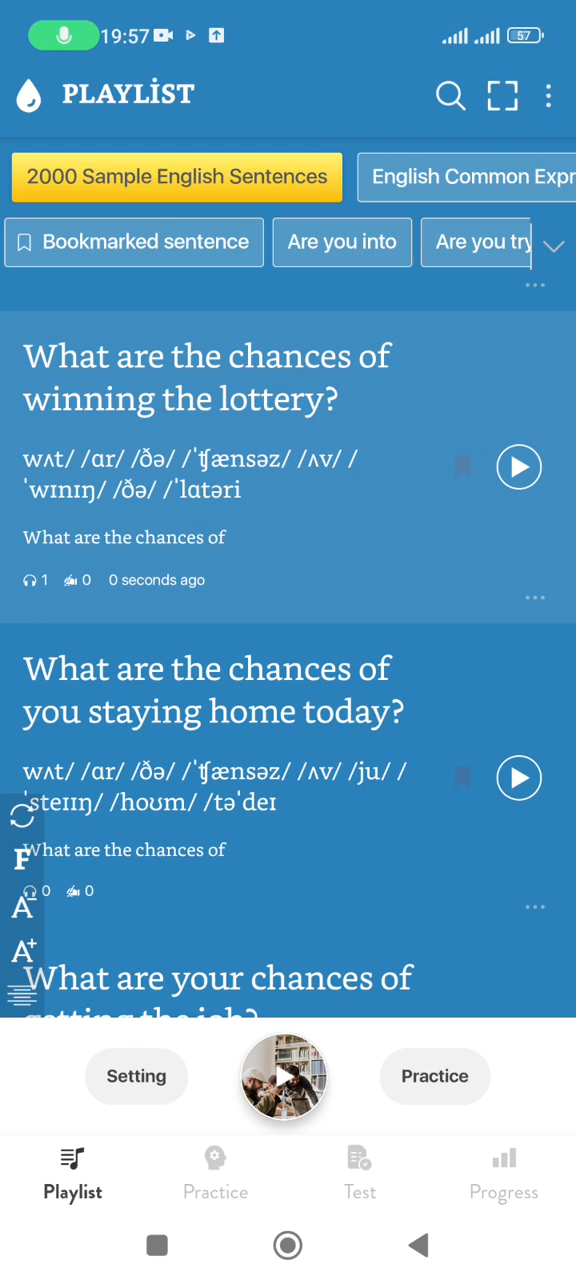 19:57
57
PLAYLİST
2000 Sample English Sentences
English Common Expr
Bookmarked sentence
Are you into
Are you try
What are the chances of
winning the lottery?
wʌt/ /ɑr/ /ðə/ /ˈʧænsəz/ /ʌv/ /
ˈwɪnɪŋ/ /ðə/ /ˈlɑtəri
What are the chances of
1 0 0 seconds ago
What are the chances of
you staying home today?
wʌt/ /ɑr/ /ðə/ /ˈʧænsəz/ /ʌv/ /ju/ /
ˈsteɪɪŋ/ /hoʊm/ /təˈdeɪ
F
What are the chances of
0 0
A-
A+
What are your chances of
getting the job?
Setting
Practice
Playlist
Practice
Test
Progress